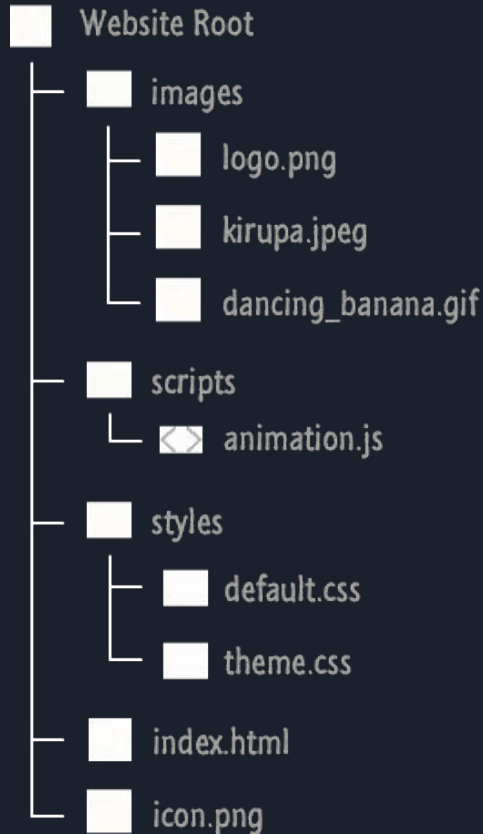 Website Root
images
logo.png
kirupa.jpeg
dancing_banana.gif
scripts
animation.js
styles
default.css
theme.css
index.html
icon.png